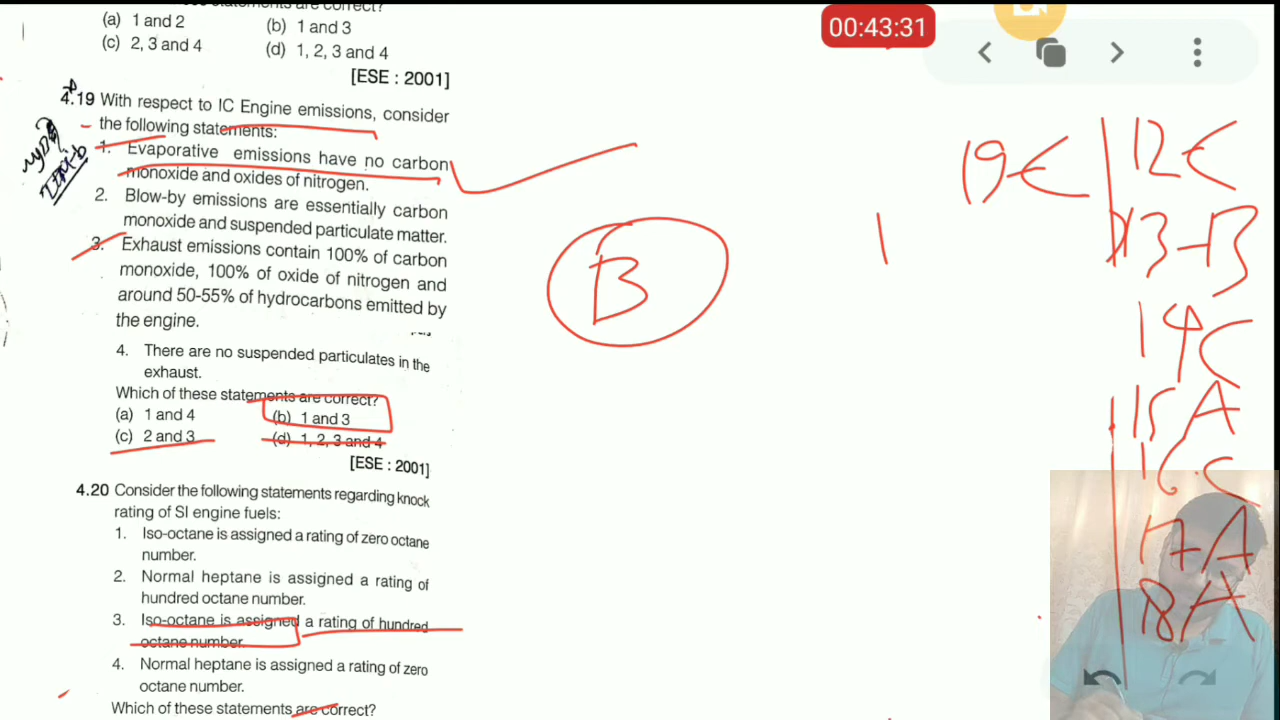 (a) 1 and 2 (b) 1 and 3
(c) 2, 3 and 4 (d) 1, 2, 3 and 4
[ESE : 2001]
00:43:31
4.19 With respect to IC Engine emissions, consider
the following statements:
1. Evaporative emissions have no carbon
monoxide and oxides of nitrogen.
2. Blow-by emissions are essentially carbon
monoxide and suspended particulate matter.
3. Exhaust emissions contain 100% of carbon
monoxide, 100% of oxide of nitrogen and
around 50-55% of hydrocarbons emitted by
the engine.
4. There are no suspended particulates in the
exhaust.
Which of these statements are correct?
(a) 1 and 4 (b) 1 and 3
(c) 2 and 3 (d) 1, 2, 3 and 4
[ESE : 2001]
4.20 Consider the following statements regarding knock
rating of SI engine fuels:
1. Iso-octane is assigned a rating of zero octane
number.
2. Normal heptane is assigned a rating of
hundred octane number.
3. Iso-octane is assigned a rating of hundred
octane number.
4. Normal heptane is assigned a rating of zero
octane number.
Which of these statements are correct?
B
1
12
13-B
14 C
15 A
16. C
17 A
18 A